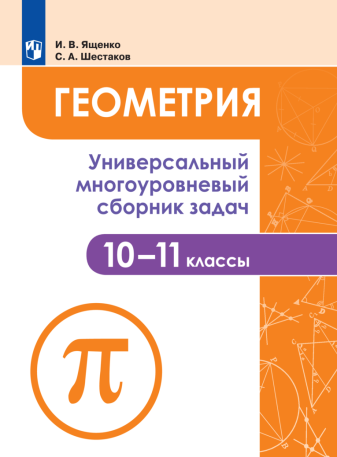 И. В. Ященко
С. А. Шестаков
ГЕОМЕТРИЯ
Универсальный
многоуровневый
сборник задач
10–11 классы
π